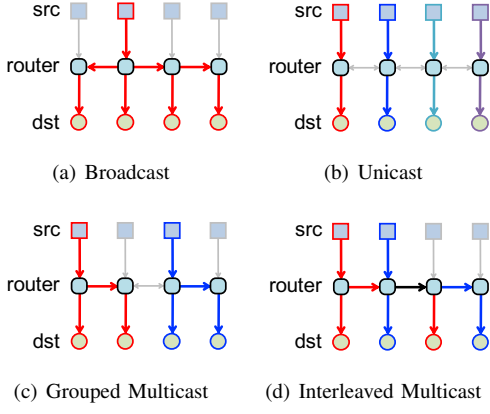 src
router
dst
(a) Broadcast
src
router
dst
(b) Unicast
src
router
dst
(c) Grouped Multicast
src
router
dst
(d) Interleaved Multicast